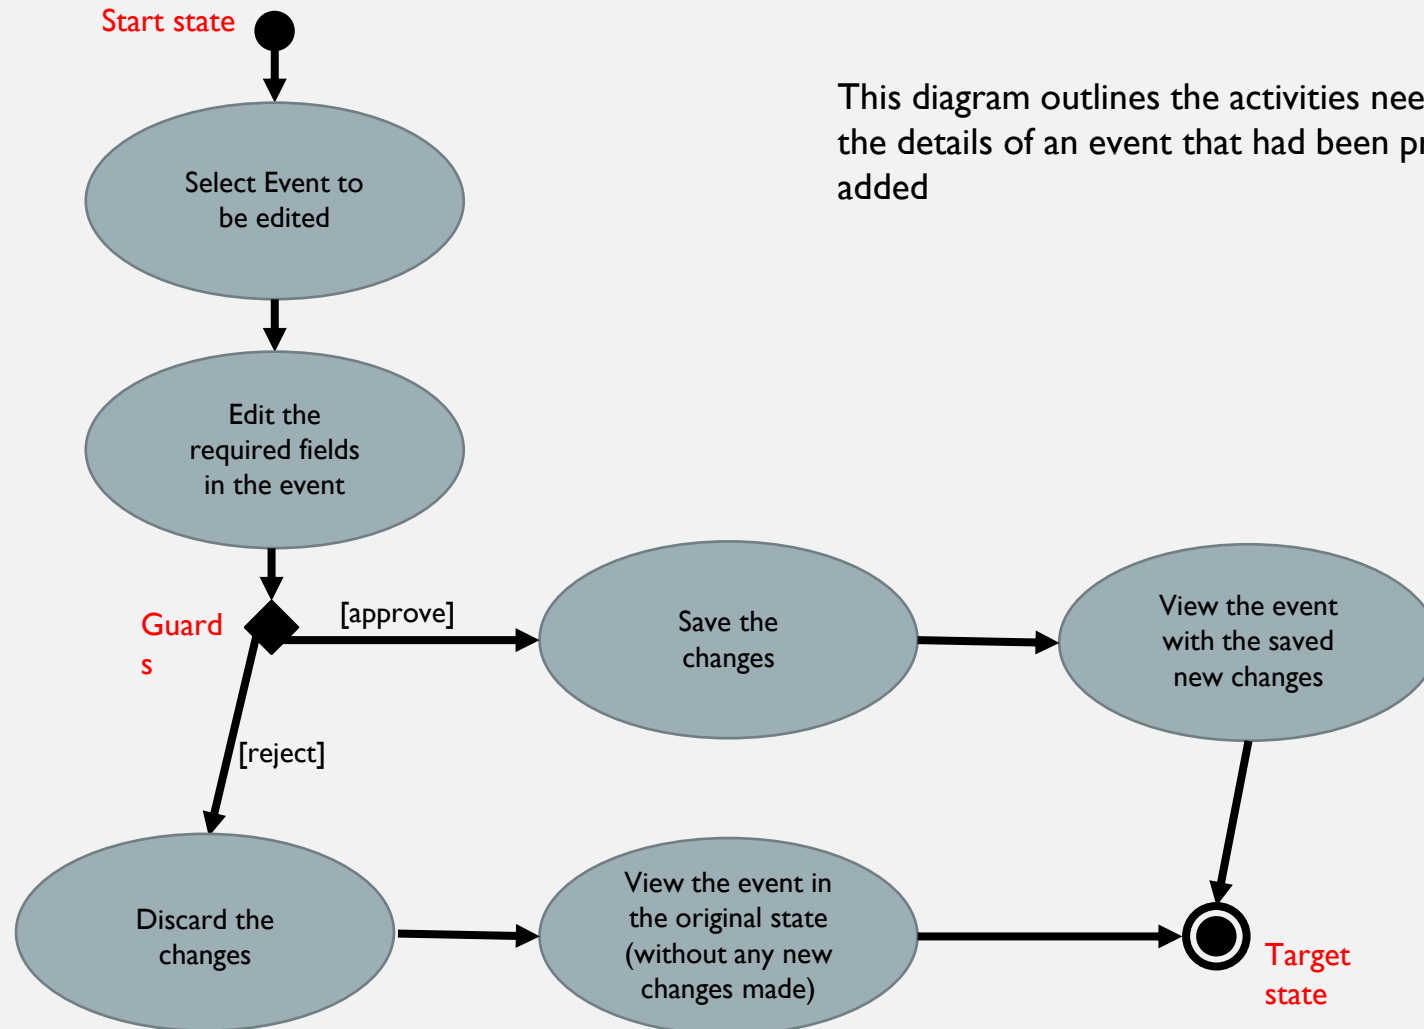 Start state
This diagram outlines the activities nee
the details of an event that had been pr
added
Select Event to
be edited
Edit the
required fields
in the event
Guard
s
[approve]
Save the
changes
View the event
with the saved
new changes
[reject]
Discard the
changes
View the event in
the original state
(without any new
changes made)
Target
state